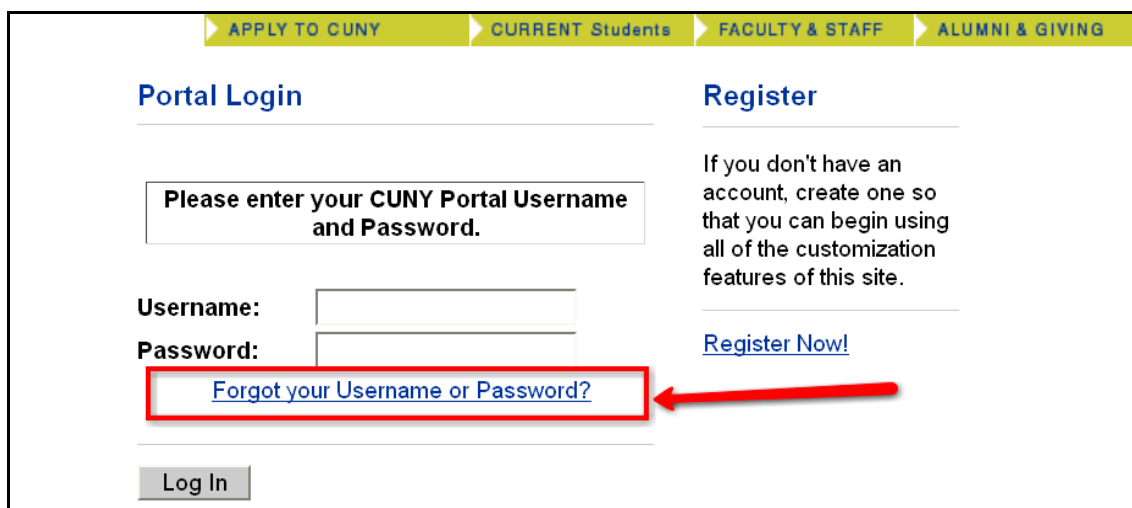 APPLY TO CUNY
CURRENT Students
FACULTY & STAFF
ALUMNI & GIVING
Portal Login
Please enter your CUNY Portal Username
and Password.
Username:
Password:
Forgot your Username or Password?
Log In
Register
If you don't have an
account, create one so
that you can begin using
all of the customization
features of this site.
Register Now!